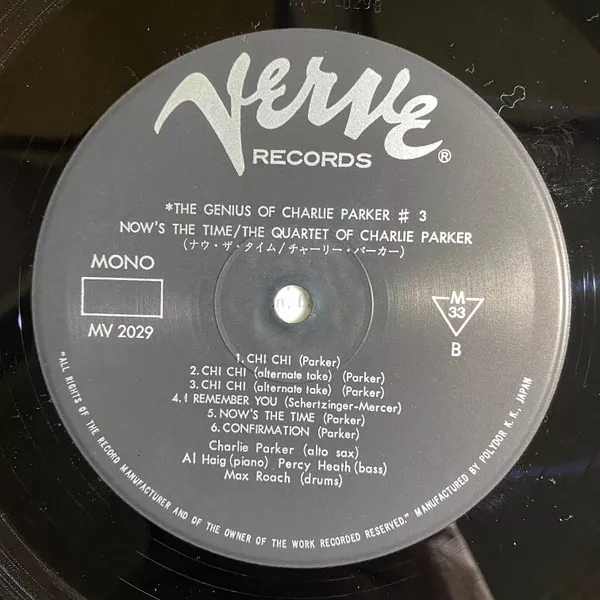 VERVE
RECORDS ®
*THE GENIUS OF CHARLIE PARKER # 3
NOW'S THE TIME/THE QUARTET OF CHARLIE PARKER
(ナウ・ザ・タイム/チャーリー・パーカー)
MONO
MV 2029
M
33
B
1. CHI CHI (Parker)
2. CHI CHI (alternate take) (Parker)
3. CHI CHI (alternate take) (Parker)
4. I REMEMBER YOU (Schertzinger-Mercer)
5. NOW'S THE TIME (Parker)
6. CONFIRMATION (Parker)
Charlie Parker (alto sax)
Al Haig (piano) Percy Heath (bass)
Max Roach (drums)
"ALL RIGHTS OF THE RECORD MANUFACTURER AND OF THE OWNER OF THE WORK RECORDED RESERVED." MANUFACTURED BY POLYDOR K. K., JAPAN